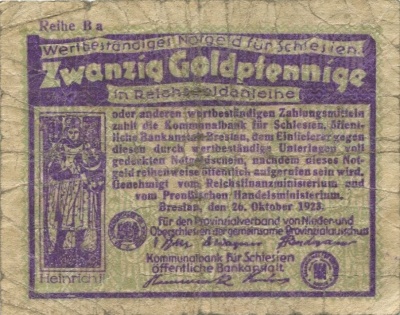 Reihe Ba
Wertbeständiger Notgeld für Schlesien:
Zwanzig Goldpfennige
in Reichsgoldanleihe
oder anderen wertbeständigen Zahlungsmitteln
zahlt die Kommunalbank für Schlesien, öffent-
liche Bankanstalt Breslau, dem Einlieferer gegen
diesen durch wertbeständige Unterlagen voll
gedeckten Notgeldschein, nachdem dieses Not-
geld reihenweise öffentlich aufgerufen sein wird.
Genehmigt vom Reichsfinanzministerium und
vom Preußischen Handelsministerium.
Breslau, den 26. Oktober 1923.
Für den Provinzialverband von Nieder- und
Oberschlesien der gemeinsame Provinzialausschuß
Kommunalbank für Schlesien
öffentliche Bankanstalt
Heinrich I